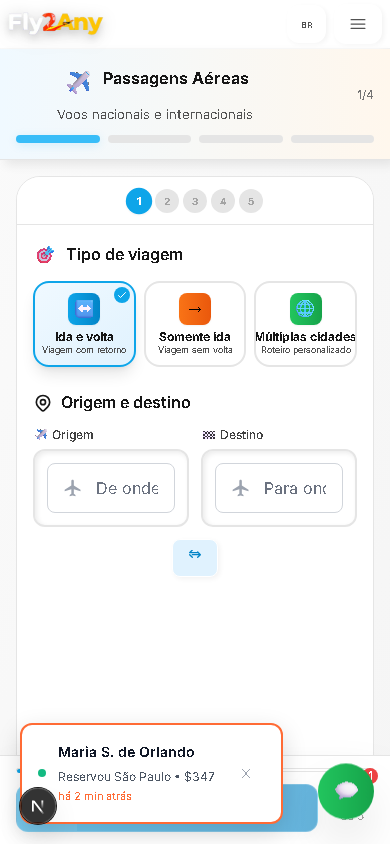 Fly2Any
BR
Passagens Aéreas
Voos nacionais e internacionais
1/4
1 2 3 4 5
Tipo de viagem
Ida e volta
Viagem com retorno
Somente ida
Viagem sem volta
Múltiplas cidades
Roteiro personalizado
Origem e destino
Origem
De onde
Destino
Para ond
Maria S. de Orlando
Reservou São Paulo • $347
há 2 min atrás
N
1